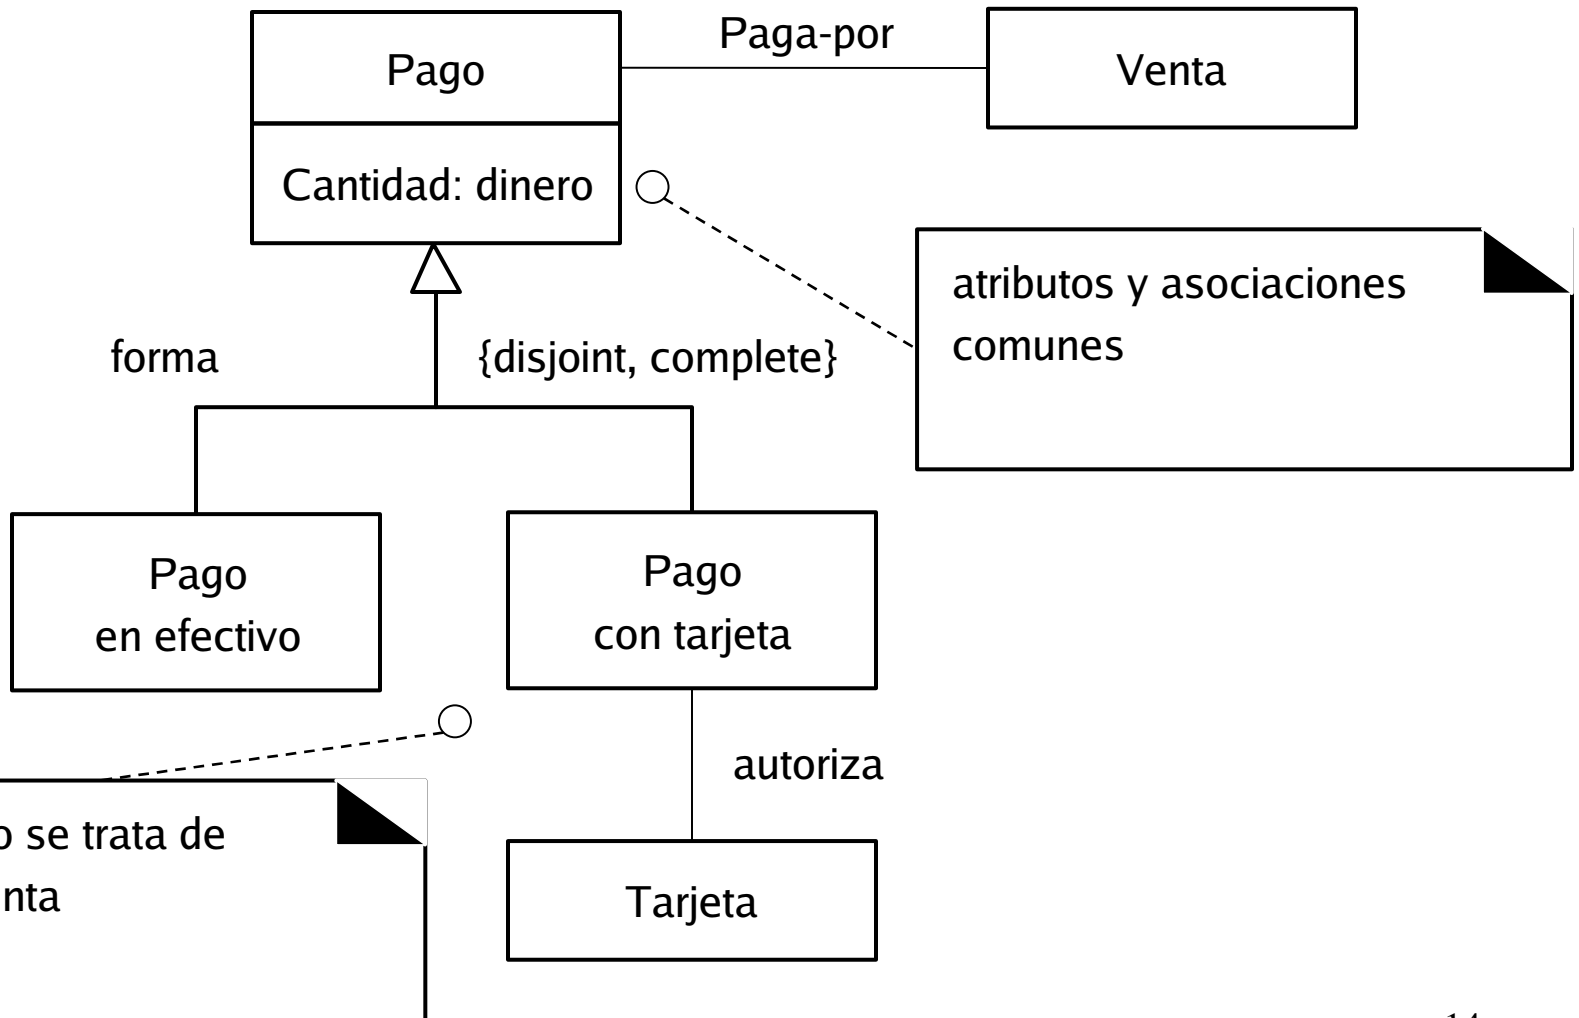 Paga-por
Pago
Venta
Cantidad: dinero
atributos y asociaciones
comunes
forma
{disjoint, complete}
Pago
en efectivo
Pago
con tarjeta
autoriza
se trata de
Tarjeta